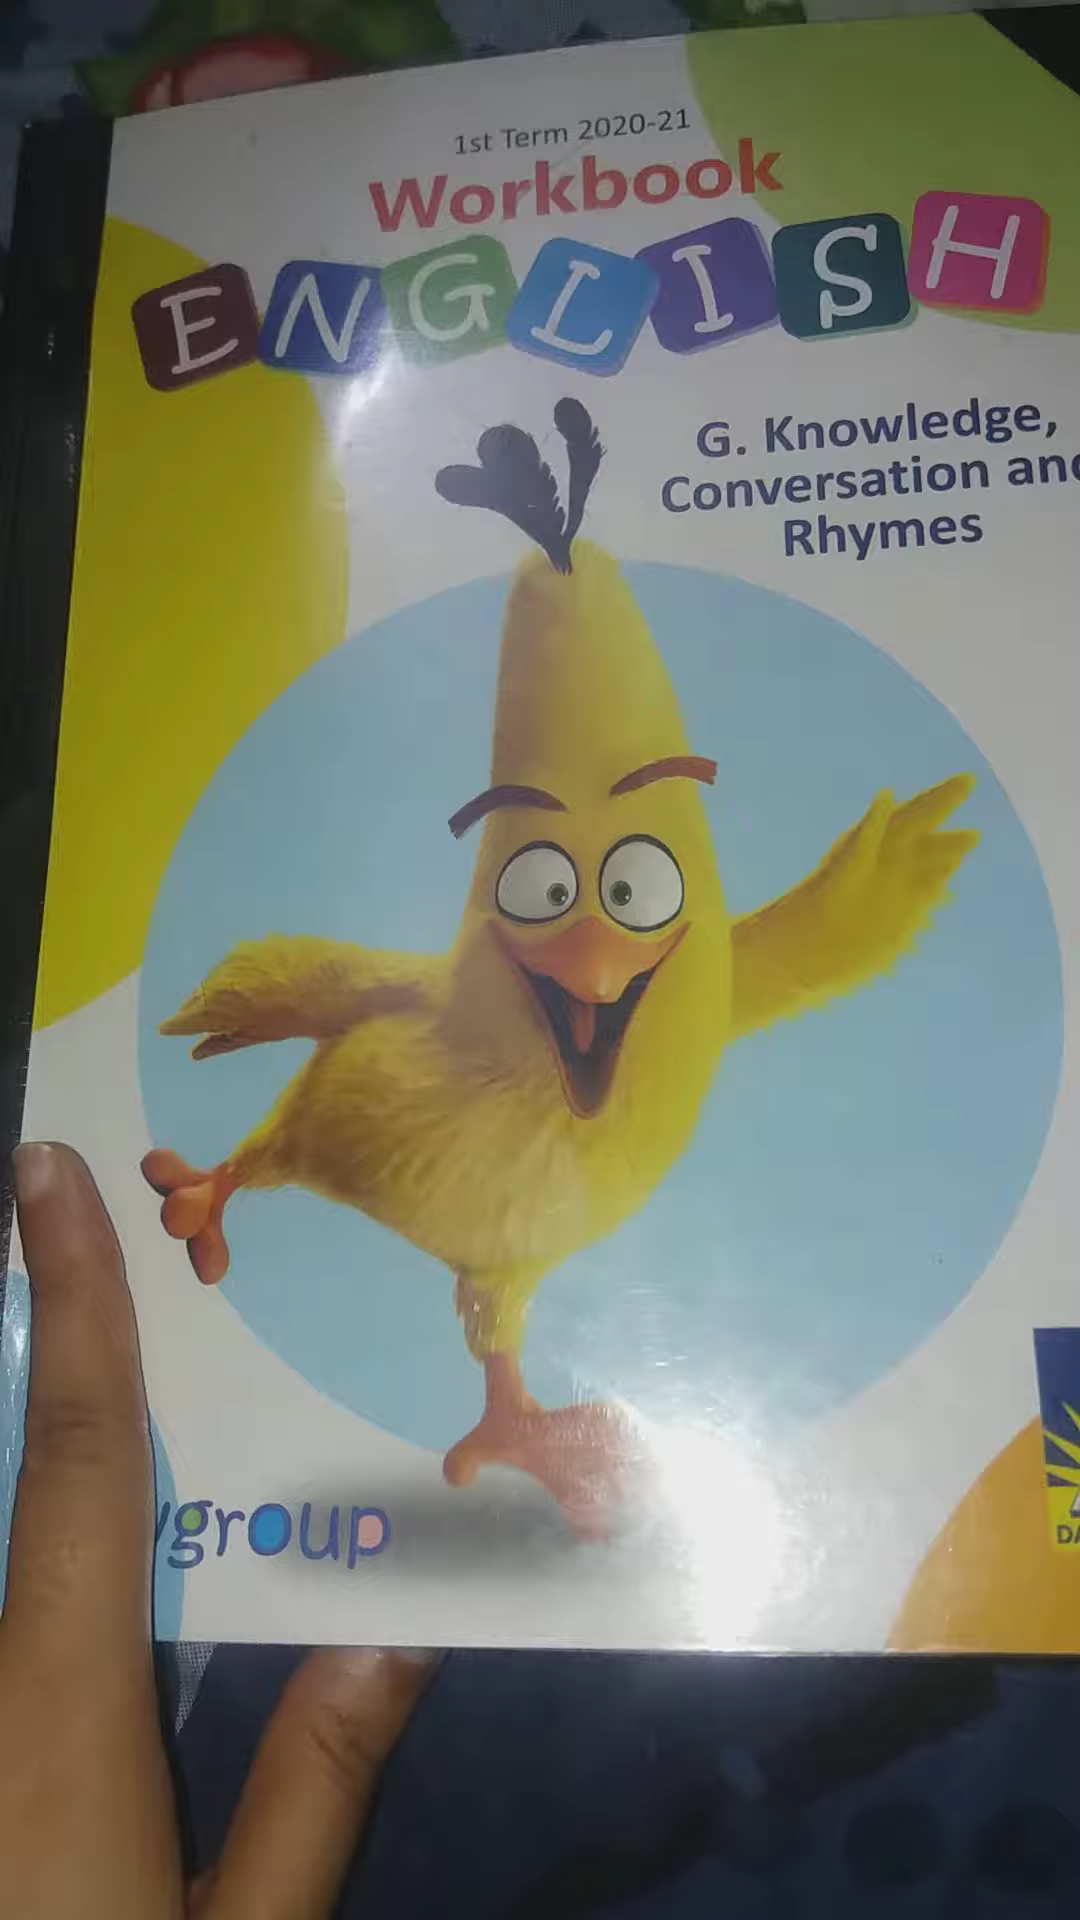 1st Term 2020-21
Workbook
ENGLISH
G. Knowledge,
Conversation and
Rhymes
group